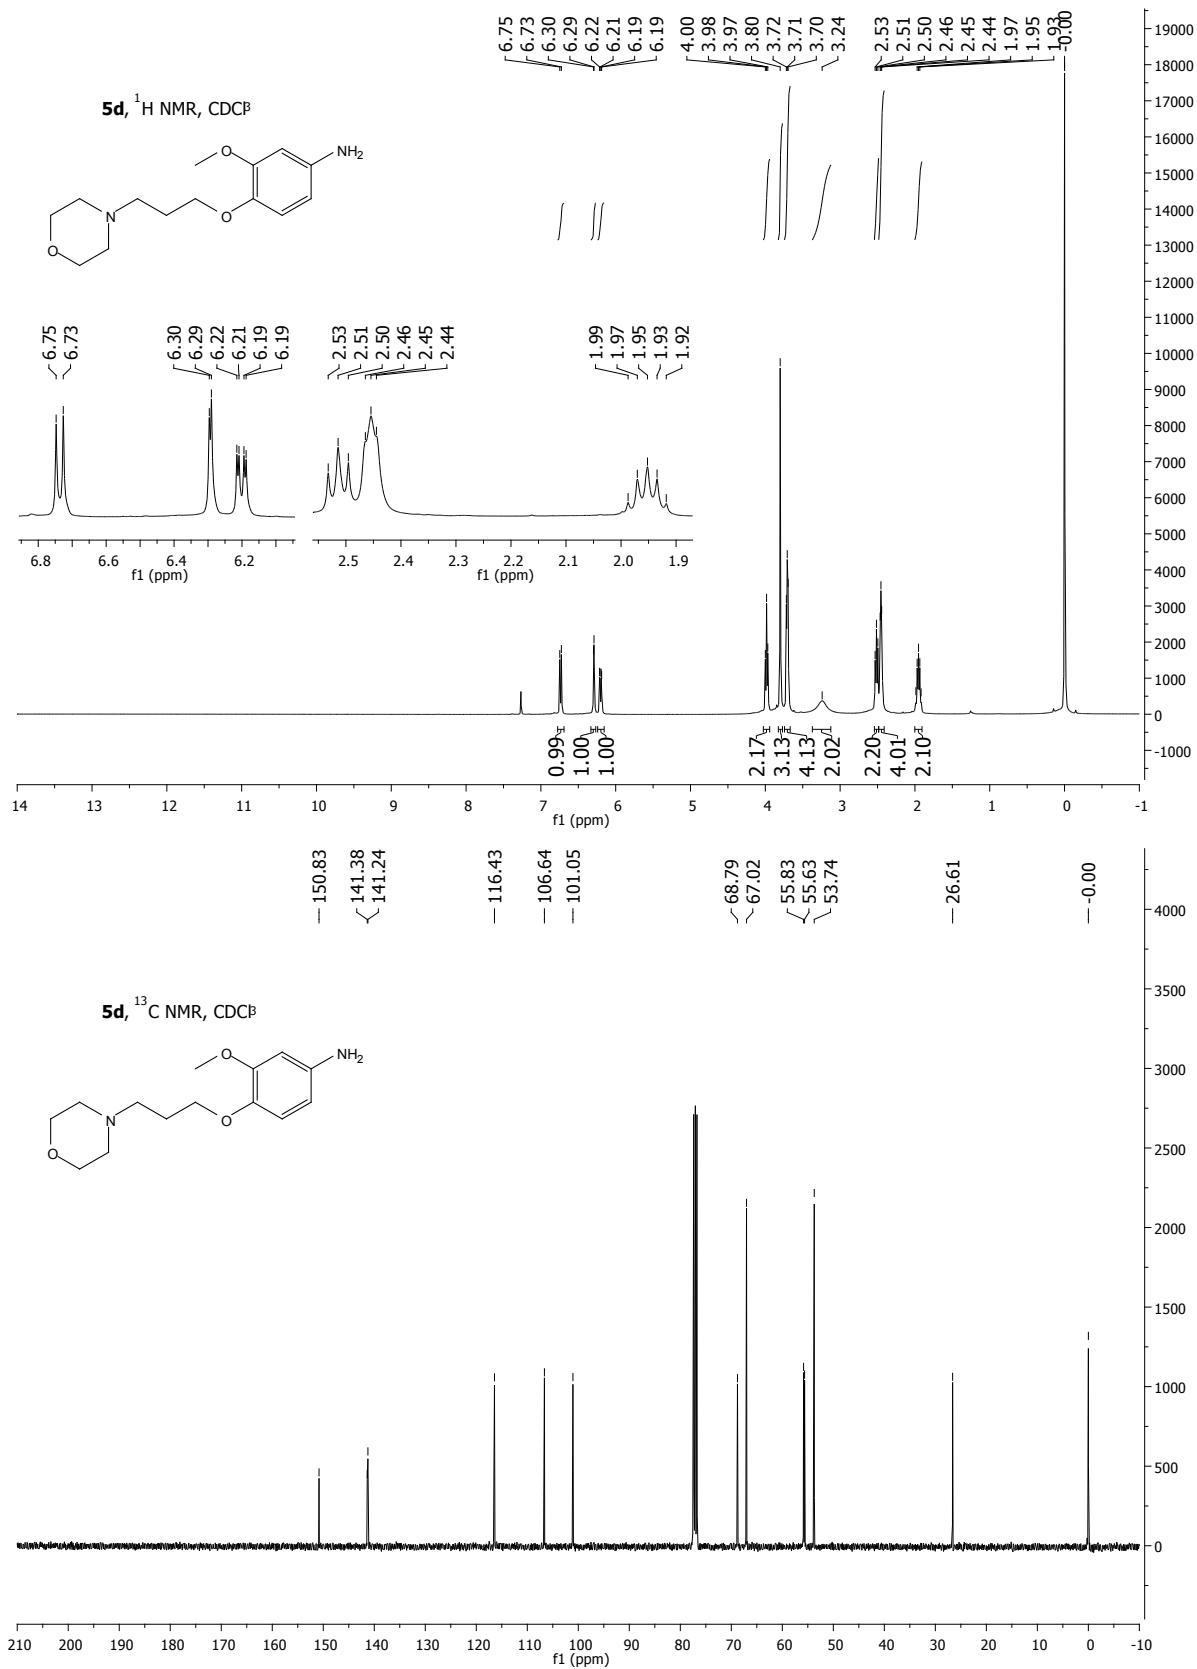 6.75 6.73 6.30 6.29 6.22 6.21 6.19 6.19 4.00 3.98 3.97 3.80 3.72 3.71 3.70 3.24 2.53 2.51 2.50 2.46 2.45 2.44 1.97 1.95 1.93 -0.00
5d, 1H NMR, CDCl3
O NH2
N O
O
6.75 6.73 6.30 6.29 6.22 6.21 6.19 6.19
2.53 2.51 2.50 2.46 2.45 2.44 1.99 1.97 1.95 1.93 1.92
6.8 6.6 6.4 6.2
f1 (ppm)
2.5 2.4 2.3 2.2 2.1 2.0 1.9
f1 (ppm)
19000
18000
17000
16000
15000
14000
13000
12000
11000
10000
9000
8000
7000
6000
5000
4000
3000
2000
1000
0
-1000
0.99 1.00 1.00 2.17 3.13 4.13 2.02 2.20 4.01 2.10
14 13 12 11 10 9 8 7 6 5 4 3 2 1 0 -1
f1 (ppm)
150.83 141.38 141.24 116.43 106.64 101.05 68.79 67.02 55.83 55.63 53.74 26.61 -0.00
5d, 13C NMR, CDCl3
O NH2
N O
O
4000
3500
3000
2500
2000
1500
1000
500
0
210 200 190 180 170 160 150 140 130 120 110 100 90 80 70 60 50 40 30 20 10 0 -10
f1 (ppm)